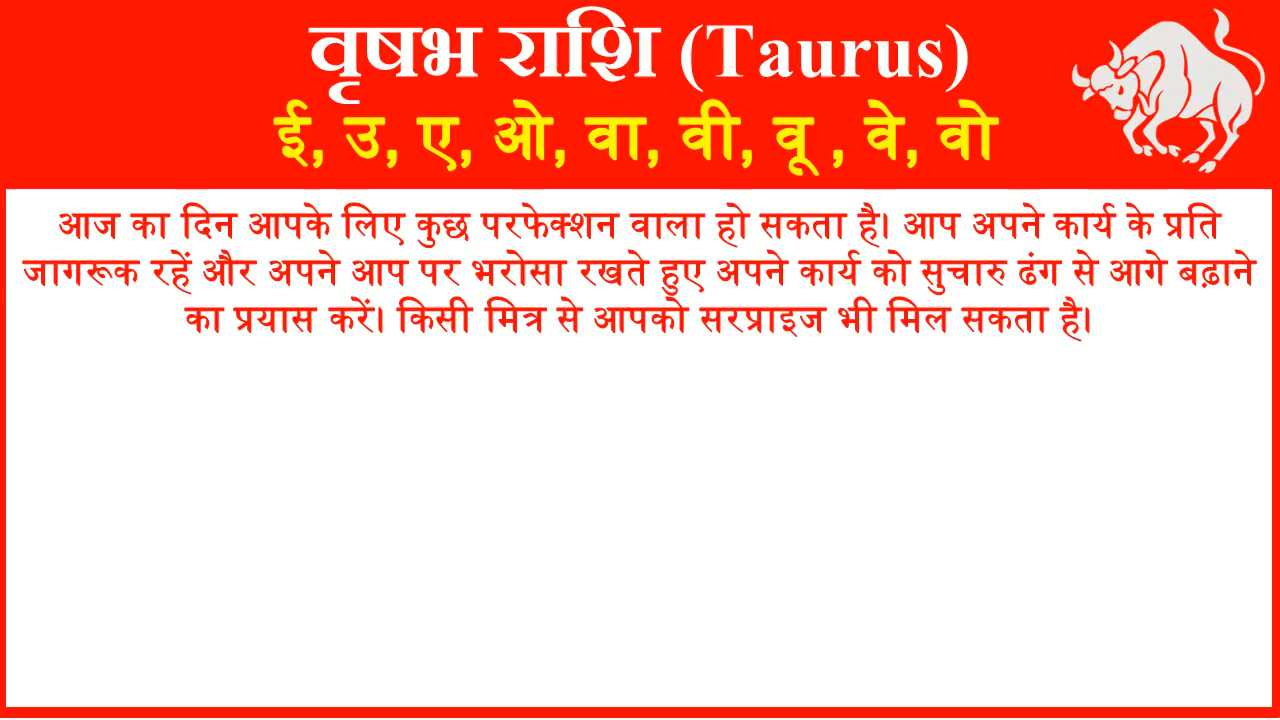 वृषभ राशि (Taurus)
ई, उ, ए, ओ, वा, वी, वू , वे, वो
आज का दिन आपके लिए कुछ परफेक्शन वाला हो सकता है। आप अपने कार्य के प्रति
जागरूक रहें और अपने आप पर भरोसा रखते हुए अपने कार्य को सुचारु ढंग से आगे बढ़ाने
का प्रयास करें। किसी मित्र से आपको सरप्राइज भी मिल सकता है।